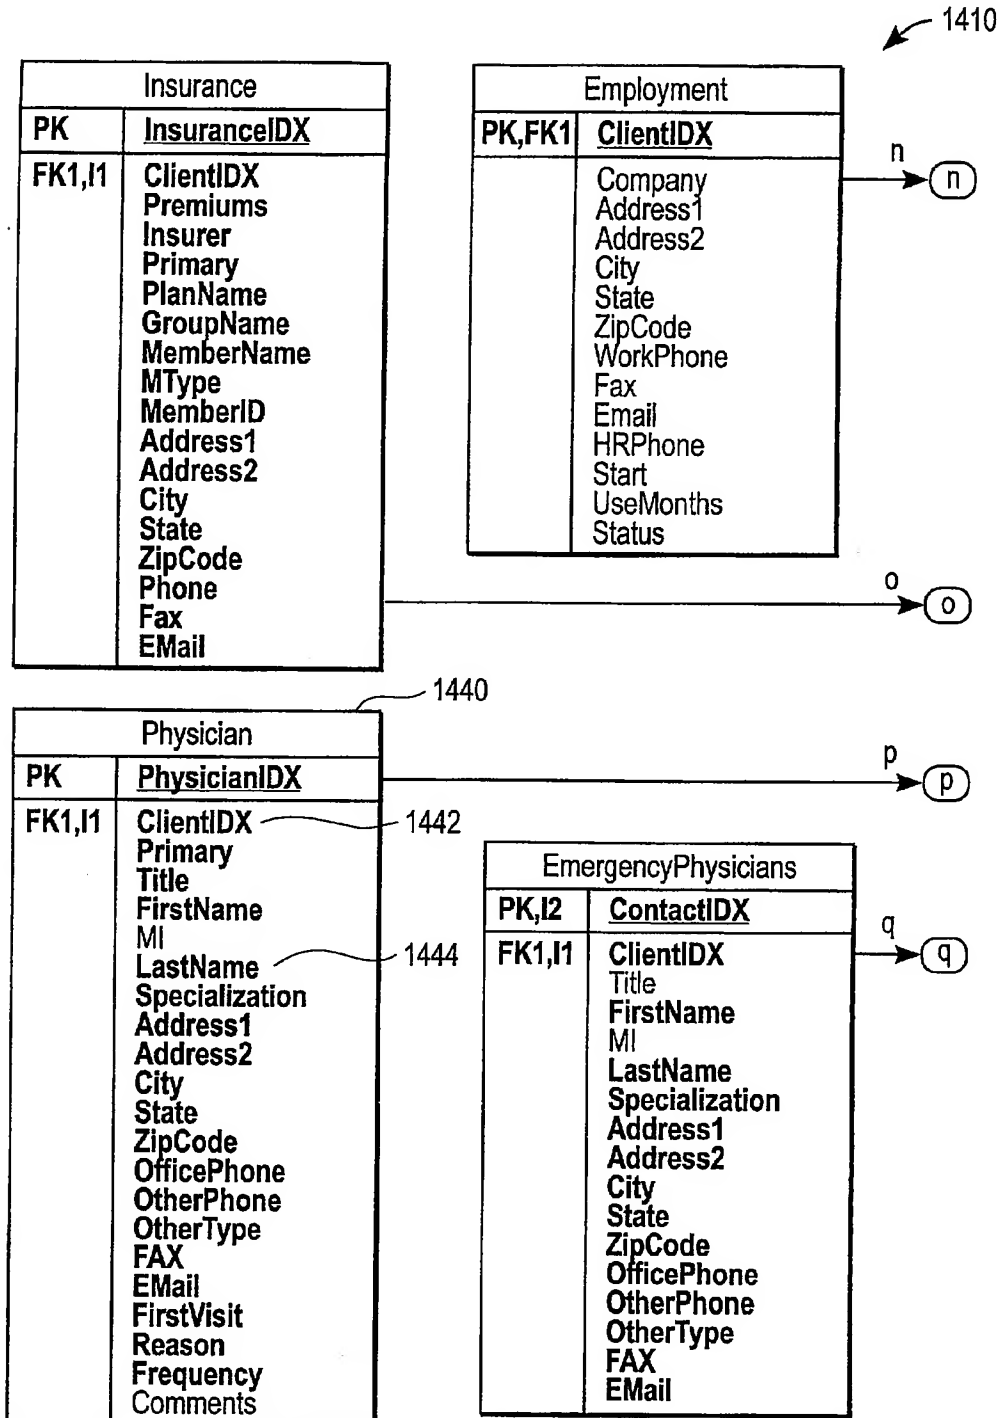 1410
Insurance
PK InsuranceIDX
FK1,I1 ClientIDX
Premiums
Insurer
Primary
PlanName
GroupName
MemberName
MType
MemberID
Address1
Address2
City
State
ZipCode
Phone
Fax
EMail
Employment
PK,FK1 ClientIDX
Company
Address1
Address2
City
State
ZipCode
WorkPhone
Fax
Email
HRPhone
Start
UseMonths
Status
n
n
o
o
1440
Physician
PK PhysicianIDX
FK1,I1 ClientIDX 1442
Primary
Title
FirstName
MI
LastName 1444
Specialization
Address1
Address2
City
State
ZipCode
OfficePhone
OtherPhone
OtherType
FAX
EMail
FirstVisit
Reason
Frequency
Comments
p
p
EmergencyPhysicians
PK,I2 ContactIDX
FK1,I1 ClientIDX
Title
FirstName
MI
LastName
Specialization
Address1
Address2
City
State
ZipCode
OfficePhone
OtherPhone
OtherType
FAX
EMail
q
q